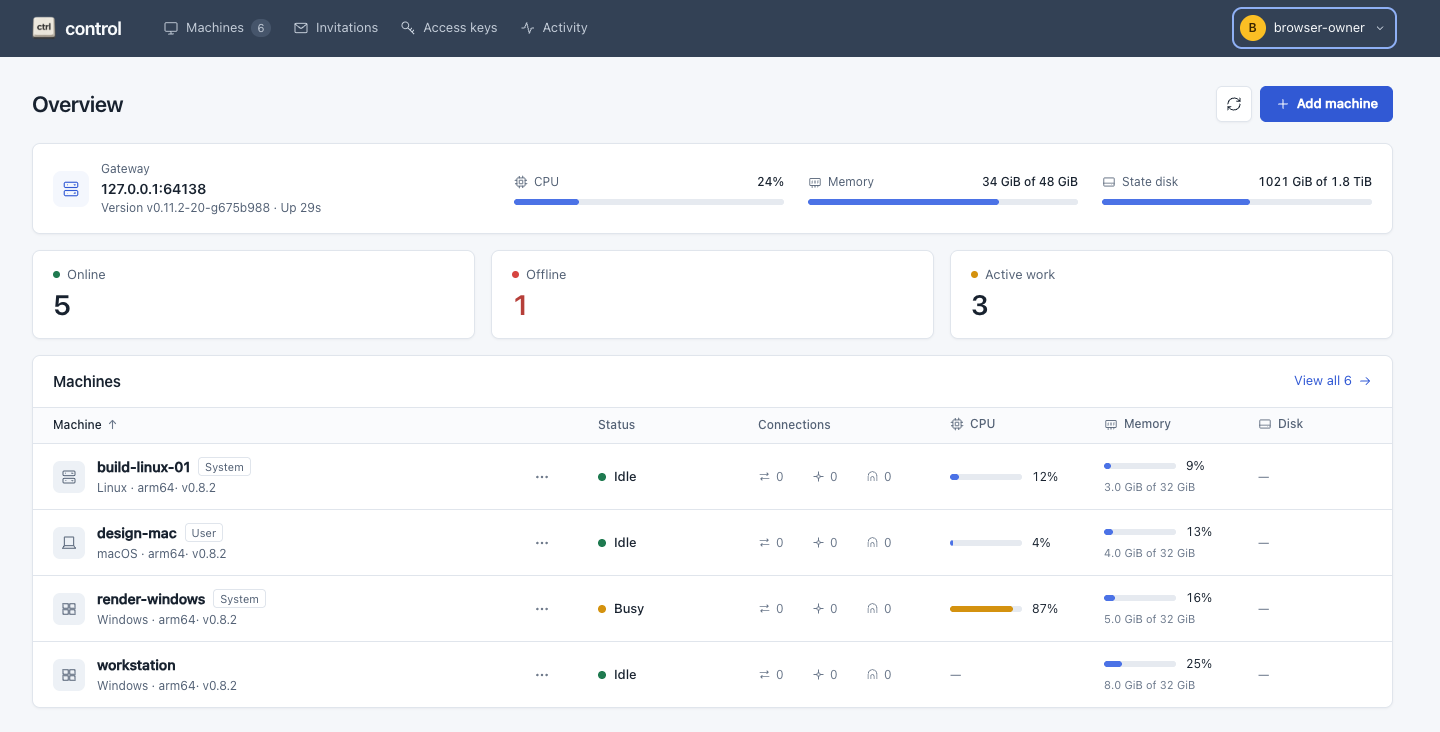 ctrl control Machines 6 Invitations Access keys Activity B browser-owner
Overview
Add machine
Gateway
127.0.0.1:64138
Version v0.11.2-20-g675b988 · Up 29s
CPU 24%
Memory 34 GiB of 48 GiB
State disk 1021 GiB of 1.8 TiB
Online
5
Offline
1
Active work
3
Machines
View all 6 →
Machine ↑ Status Connections CPU Memory Disk
build-linux-01 System
Linux · arm64· v0.8.2
... Idle 0 0 0 12% 9% —
3.0 GiB of 32 GiB
design-mac User
macOS · arm64· v0.8.2
... Idle 0 0 0 4% 13% —
4.0 GiB of 32 GiB
render-windows System
Windows · arm64· v0.8.2
... Busy 0 0 0 87% 16% —
5.0 GiB of 32 GiB
workstation
Windows · arm64· v0.8.2
... Idle 0 0 0 — 25% —
8.0 GiB of 32 GiB